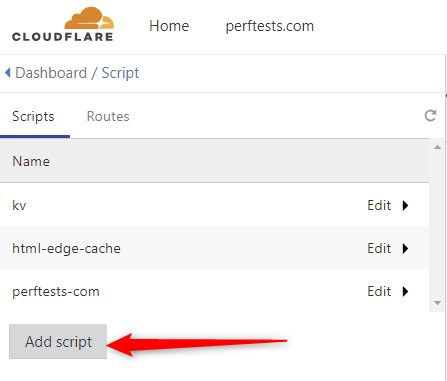 CLOUDFLARE Home perftests.com
Dashboard / Script
Scripts Routes
Name
kv Edit
html-edge-cache Edit
perftests-com Edit
Add script